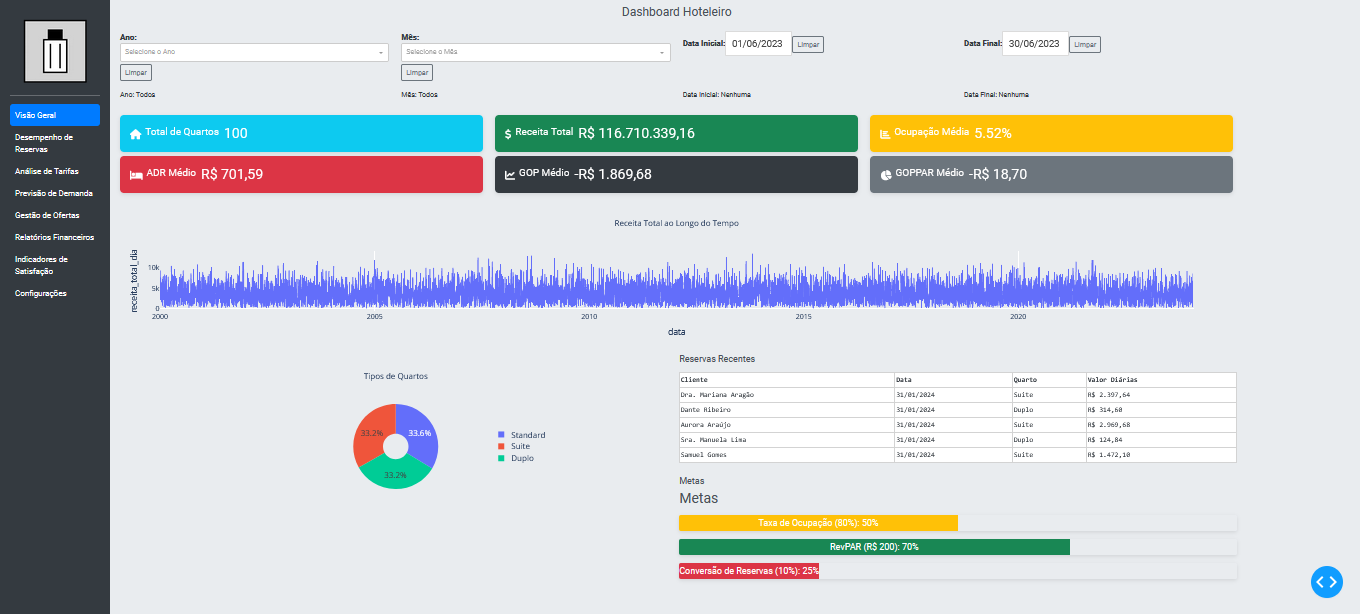 Dashboard Hoteleiro
Visão Geral
Desempenho de
Reservas
Análise de Tarifas
Previsão de Demanda
Gestão de Ofertas
Relatórios Financeiros
Indicadores de
Satisfação
Configurações
Ano:
Selecione o Ano
Limpar
Ano: Todos
Mês:
Selecione o Mês
Limpar
Mês: Todos
Data Inicial: 01/06/2023 Limpar
Data Inicial: Nenhuma
Data Final: 30/06/2023 Limpar
Data Final: Nenhuma
Total de Quartos 100
Receita Total R$ 116.710.339,16
Ocupação Média 5.52%
ADR Médio R$ 701,59
GOP Médio -R$ 1.869,68
GOPPAR Médio -R$ 18,70
Receita Total ao Longo do Tempo
receita_total_dia
10k
5k
0
2000 2005 2010 2015 2020
data
Tipos de Quartos
33.2% 33.6%
33.2%
Standard
Suite
Duplo
Reservas Recentes
Cliente Data Quarto Valor Diárias
Dra. Mariana Aragão 31/01/2024 Suite R$ 2.397,64
Dante Ribeiro 31/01/2024 Duplo R$ 314,60
Aurora Araújo 31/01/2024 Suite R$ 2.969,68
Sra. Manuela Lima 31/01/2024 Duplo R$ 124,84
Samuel Gomes 31/01/2024 Suite R$ 1.472,10
Metas
Metas
Taxa de Ocupação (80%): 50%
RevPAR (R$ 200): 70%
Conversão de Reservas (10%): 25%